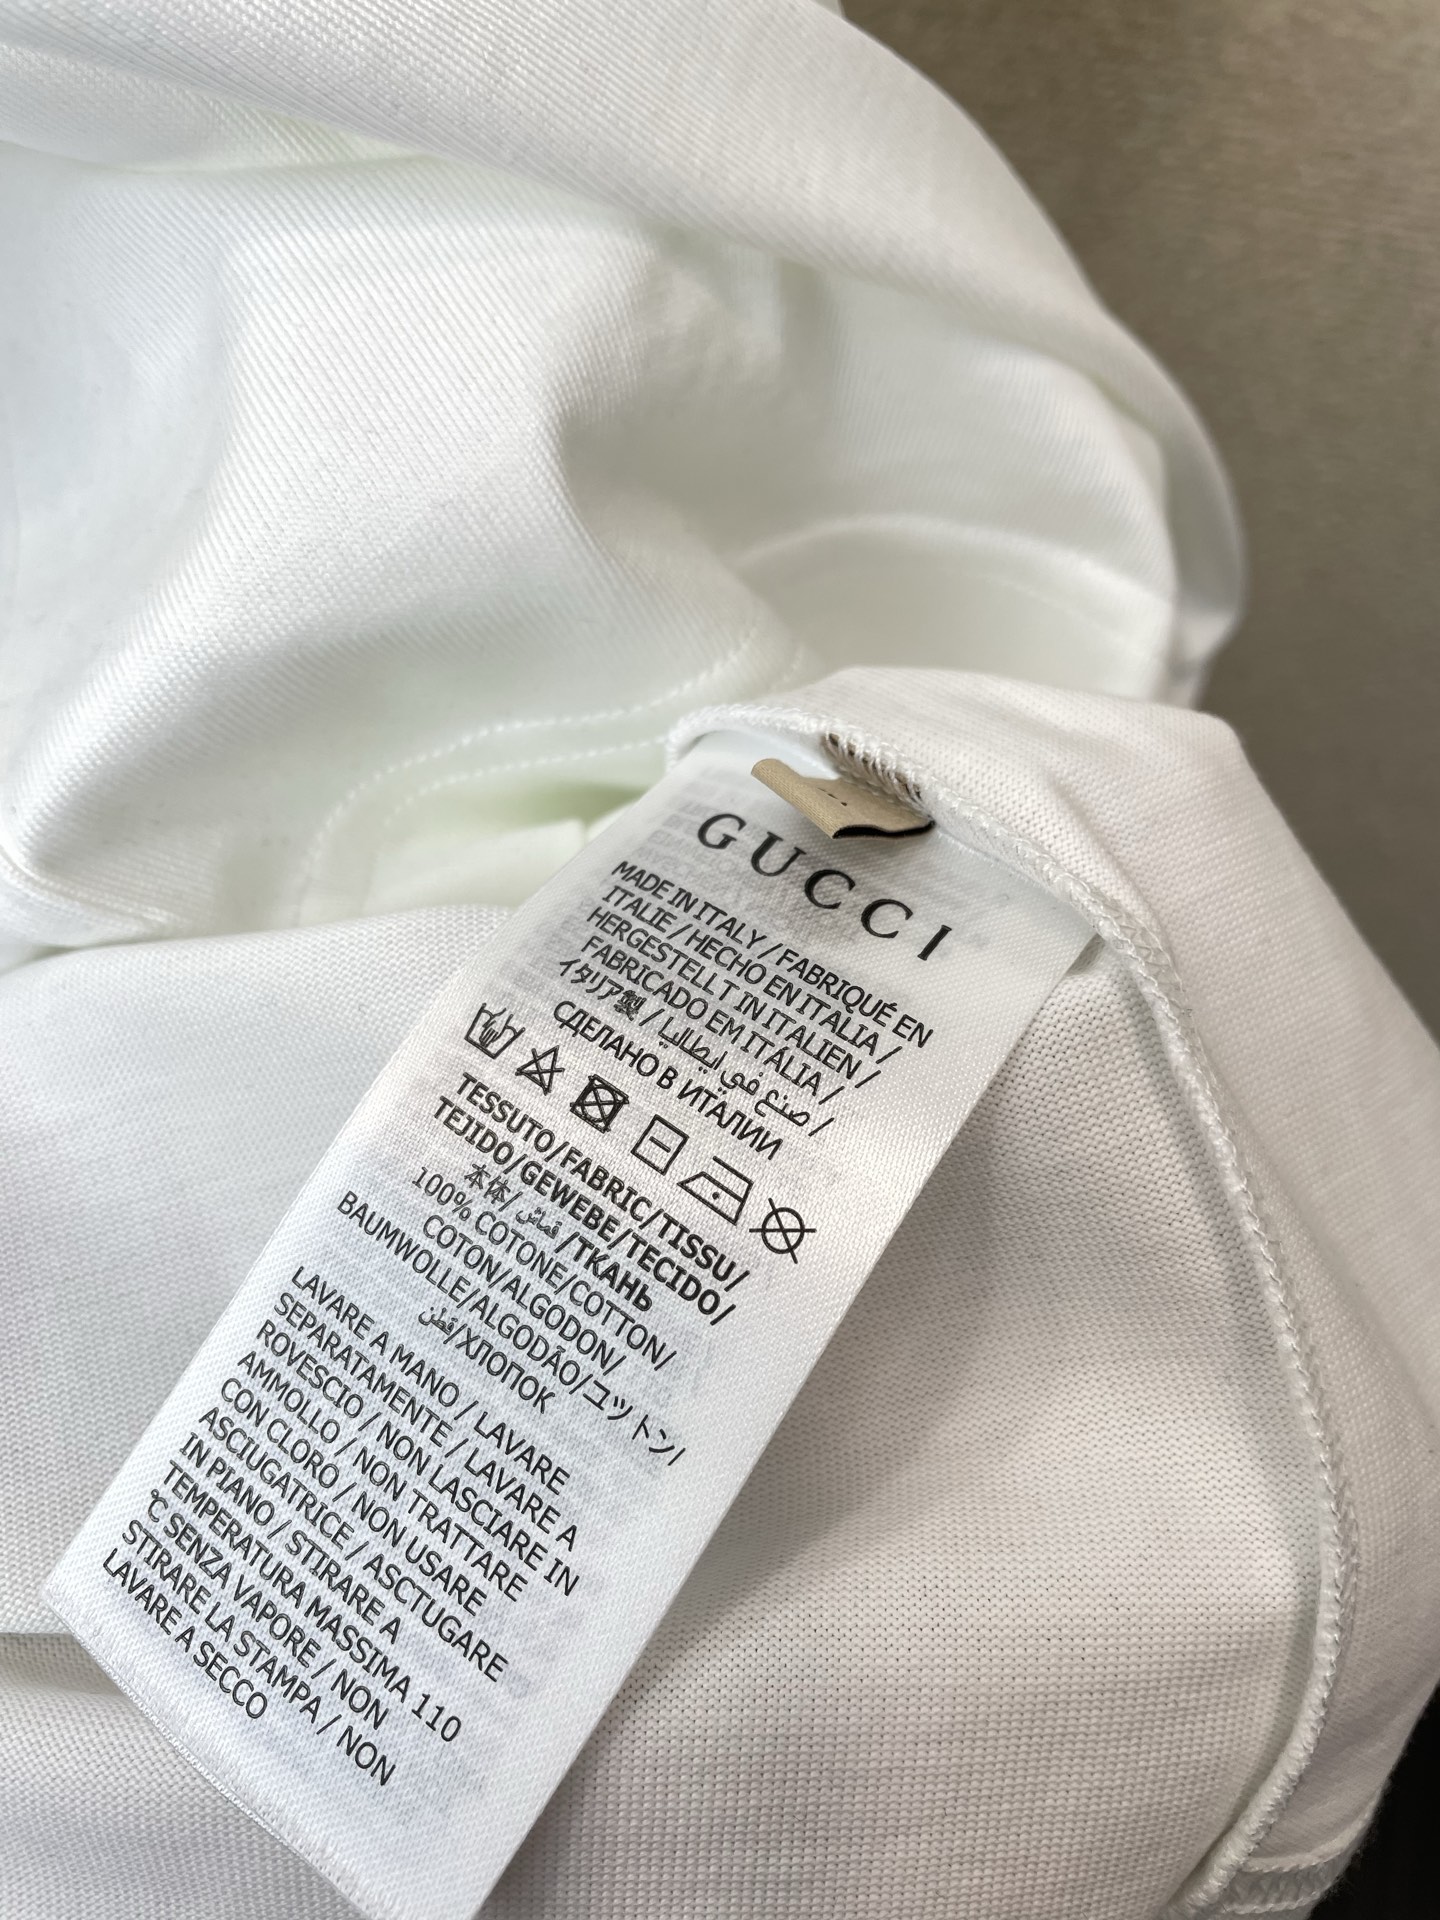 GUCCI
MADE IN ITALY / FABRIQUÉ EN
ITALIE / HECHO EN ITALIA /
HERGESTELLT IN ITALIEN /
FABRICADO EM ITÁLIA /
イタリア製 / صنع في ايطاليا /
СДЕЛАНО В ИТАЛИИ
TESSUTO/FABRIC/TISSU/
TEJIDO/GEWEBE/TECIDO/
本体/ قماش /ТКАНЬ
100% COTONE/COTTON/
COTON/ALGODON/
BAUMWOLLE/ALGODÃO/ユットン/
قطن/ХЛОПОК
LAVARE A MANO / LAVARE
SEPARATAMENTE / LAVARE A
ROVESCIO / NON LASCIARE IN
AMMOLLO / NON TRATTARE
CON CLORO / NON USARE
ASCIUGATRICE / ASCTUGARE
IN PIANO / STIRARE A
TEMPERATURA MASSIMA 110
°C SENZA VAPORE / NON
STIRARE LA STAMPA / NON
LAVARE A SECCO